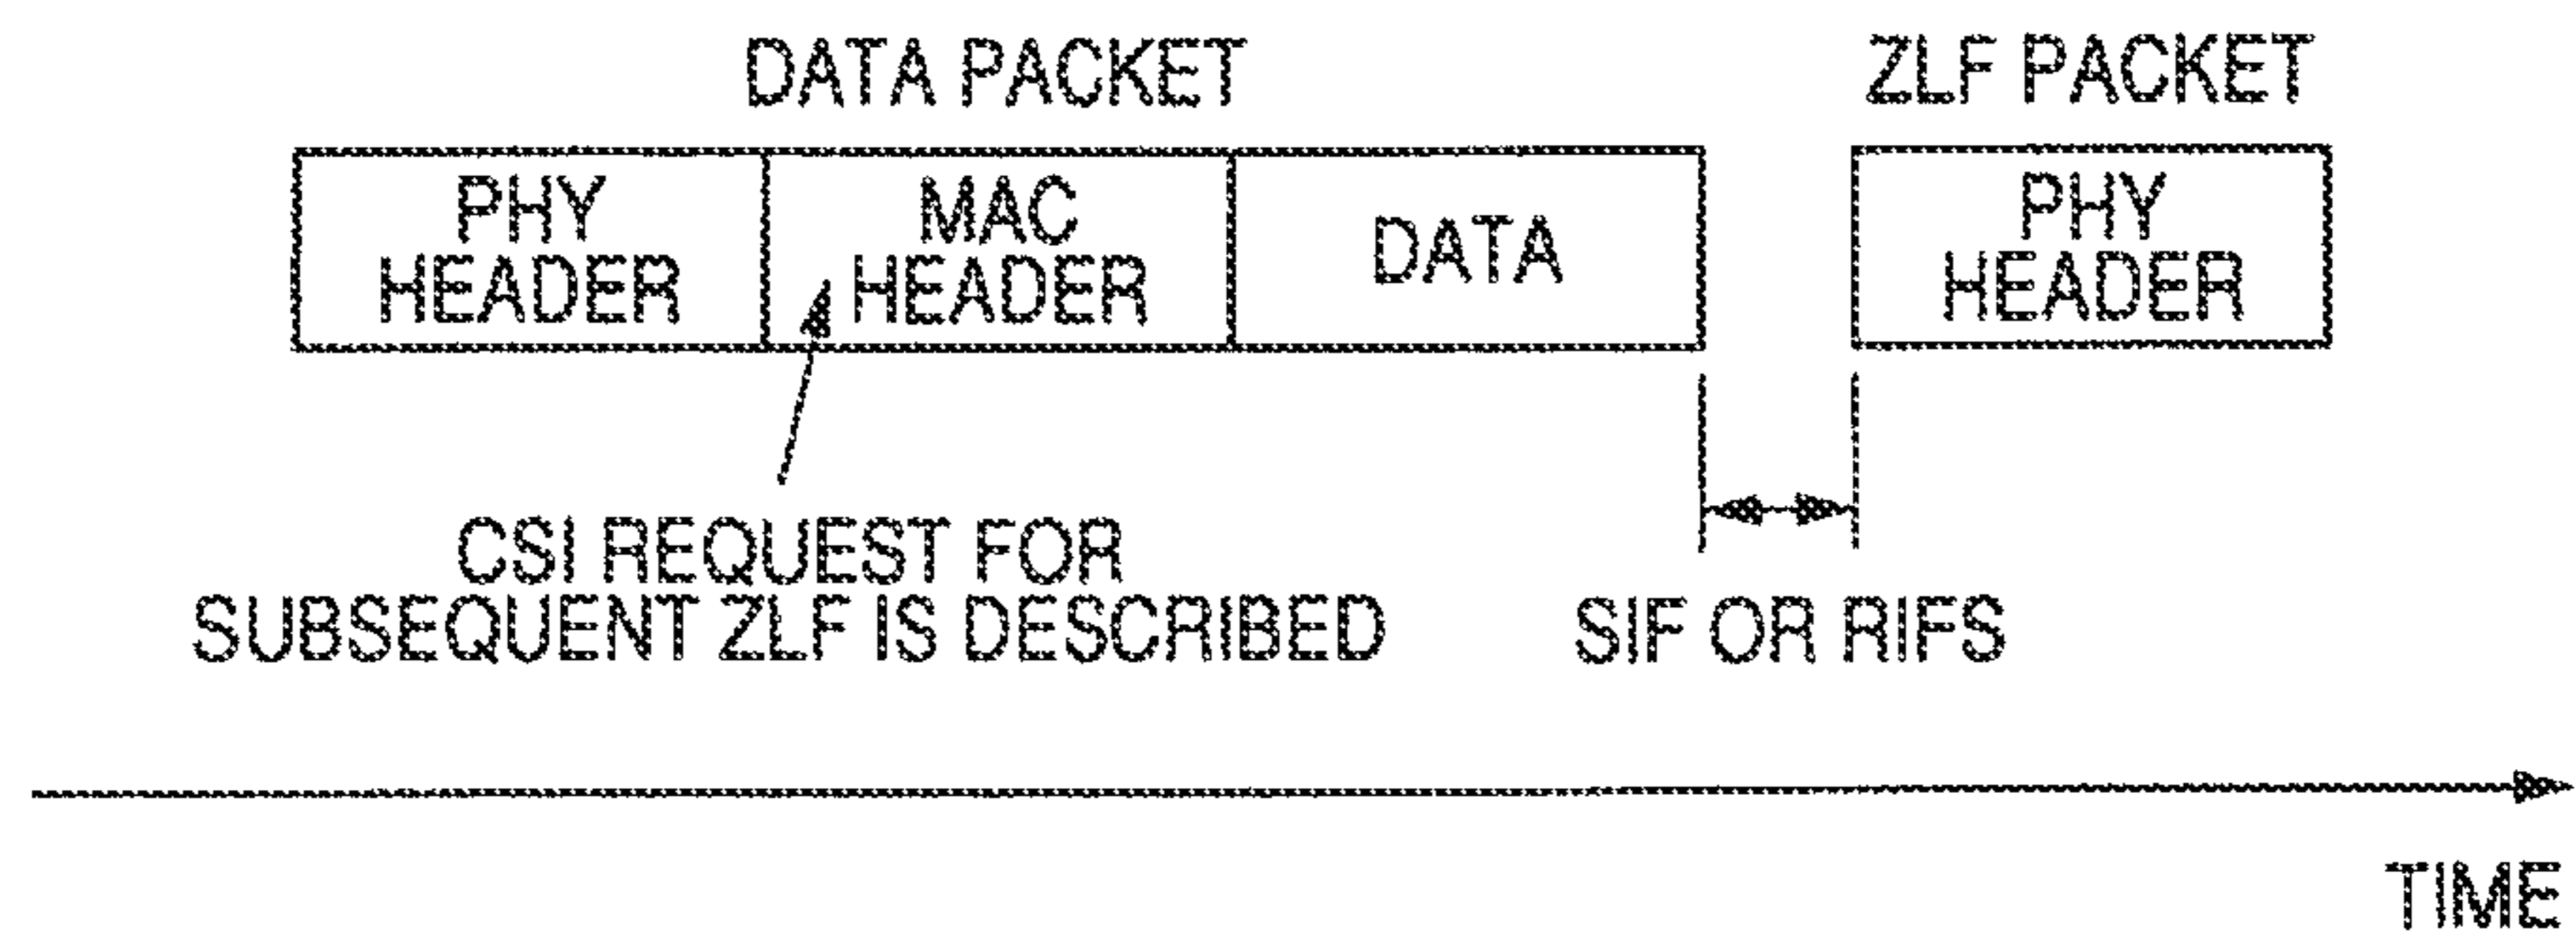 DATA PACKET
ZLF PACKET
PHY
HEADER
MAC
HEADER
DATA
PHY
HEADER
CSI REQUEST FOR
SUBSEQUENT ZLF IS DESCRIBED
SIF OR RIFS
TIME